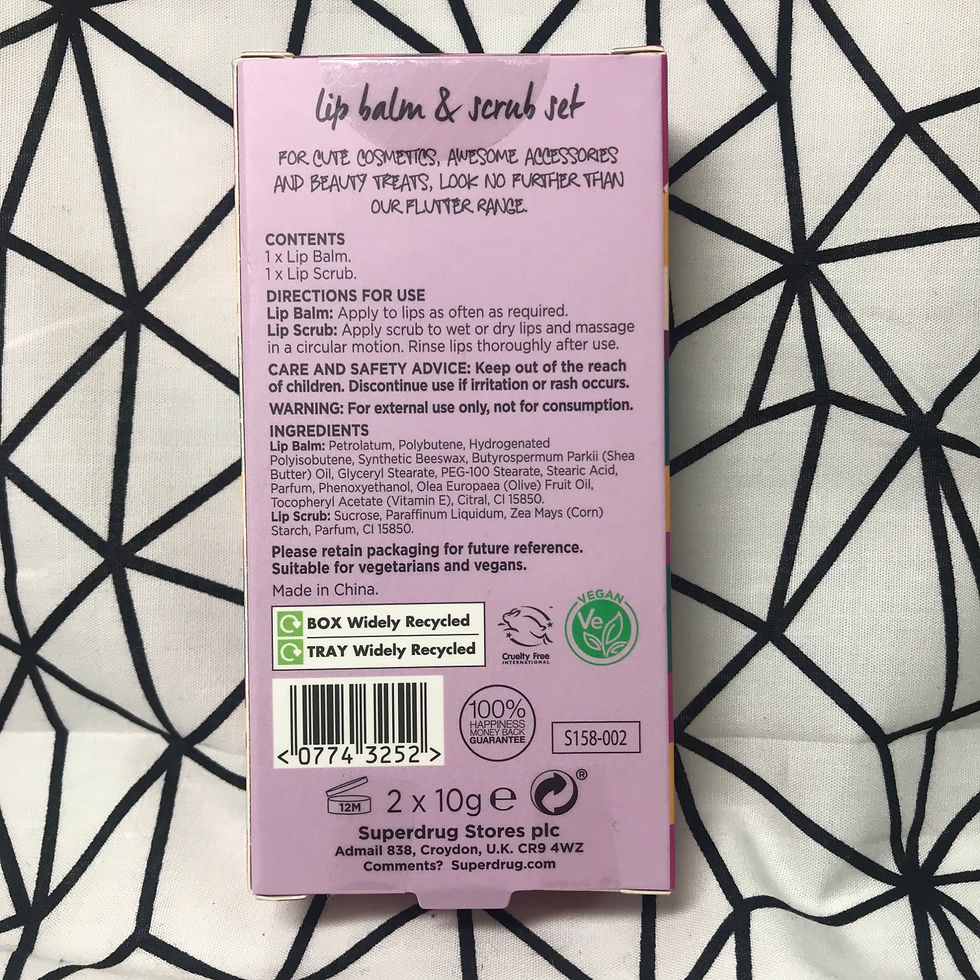 lip balm & scrub set
FOR CUTE COSMETICS, AWESOME ACCESSORIES
AND BEAUTY TREATS, LOOK NO FURTHER THAN
OUR FLUTTER RANGE.
CONTENTS
1 x Lip Balm.
1 x Lip Scrub.
DIRECTIONS FOR USE
Lip Balm: Apply to lips as often as required.
Lip Scrub: Apply scrub to wet or dry lips and massage
in a circular motion. Rinse lips thoroughly after use.
CARE AND SAFETY ADVICE: Keep out of the reach
of children. Discontinue use if irritation or rash occurs.
WARNING: For external use only, not for consumption.
INGREDIENTS
Lip Balm: Petrolatum, Polybutene, Hydrogenated
Polyisobutene, Synthetic Beeswax, Butyrospermum Parkii (Shea
Butter) Oil, Glyceryl Stearate, PEG-100 Stearate, Stearic Acid,
Parfum, Phenoxyethanol, Olea Europaea (Olive) Fruit Oil,
Tocopheryl Acetate (Vitamin E), Citral, CI 15850.
Lip Scrub: Sucrose, Paraffinum Liquidum, Zea Mays (Corn)
Starch, Parfum, CI 15850.
Please retain packaging for future reference.
Suitable for vegetarians and vegans.
Made in China.
BOX Widely Recycled
TRAY Widely Recycled
Cruelty Free
INTERNATIONAL
VEGAN
Ve
<0774 3252>
100%
HAPPINESS
MONEY BACK
GUARANTEE
S158-002
12M
2 x 10g ℮
®
Superdrug Stores plc
Admail 838, Croydon, U.K. CR9 4WZ
Comments? Superdrug.com